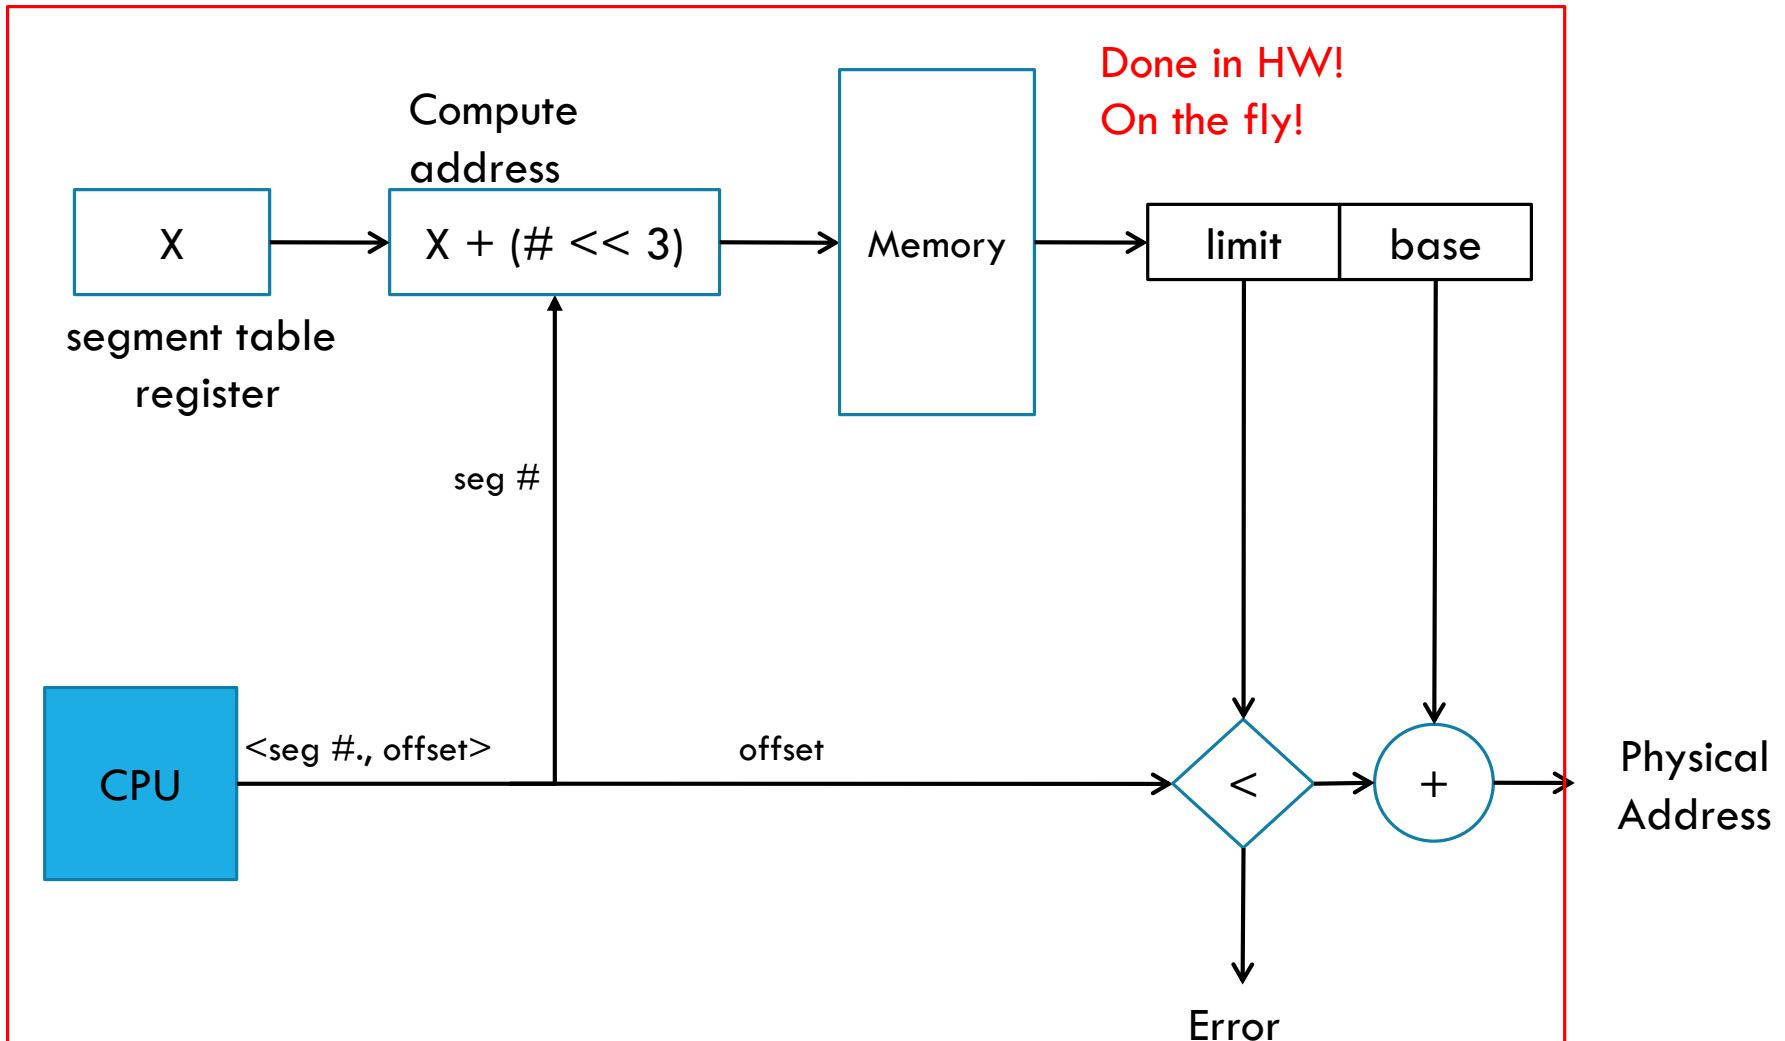 Done in HW!
On the fly!
Compute
address
X
X + (# << 3)
Memory
limit
base
segment table
register
seg #
CPU
<seg #., offset>
offset
<
+
Physical
Address
Error